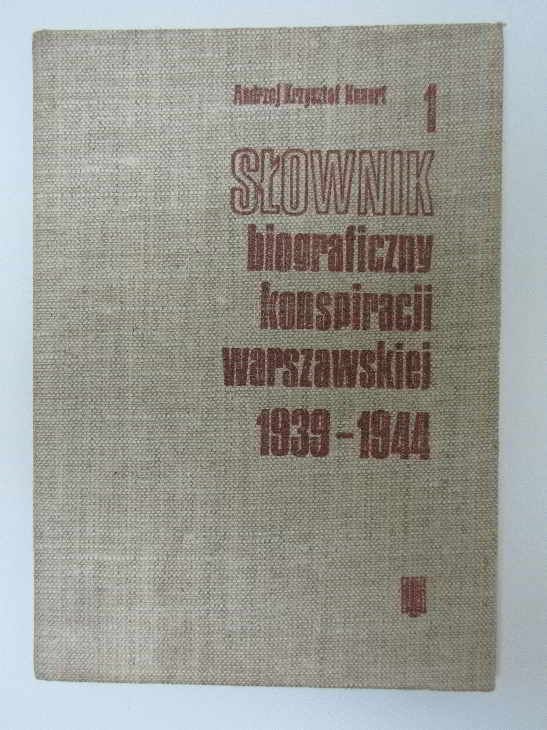 Andrzej Krzysztof Kunert
1
SŁOWNIK
biograficzny
konspiracji
warszawskiej
1939-1944